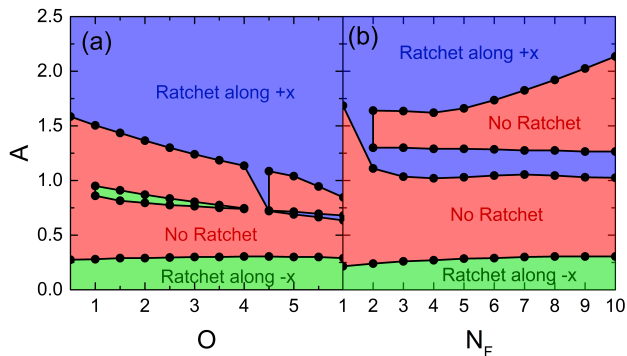 2.5
2.0
1.5
1.0
0.5
0.0
A
(a)
Ratchet along +x
No Ratchet
Ratchet along -x
1 2 3 4 5
O
(b)
Ratchet along +x
No Ratchet
No Ratchet
Ratchet along -x
1 2 3 4 5 6 7 8 9 10
N_F